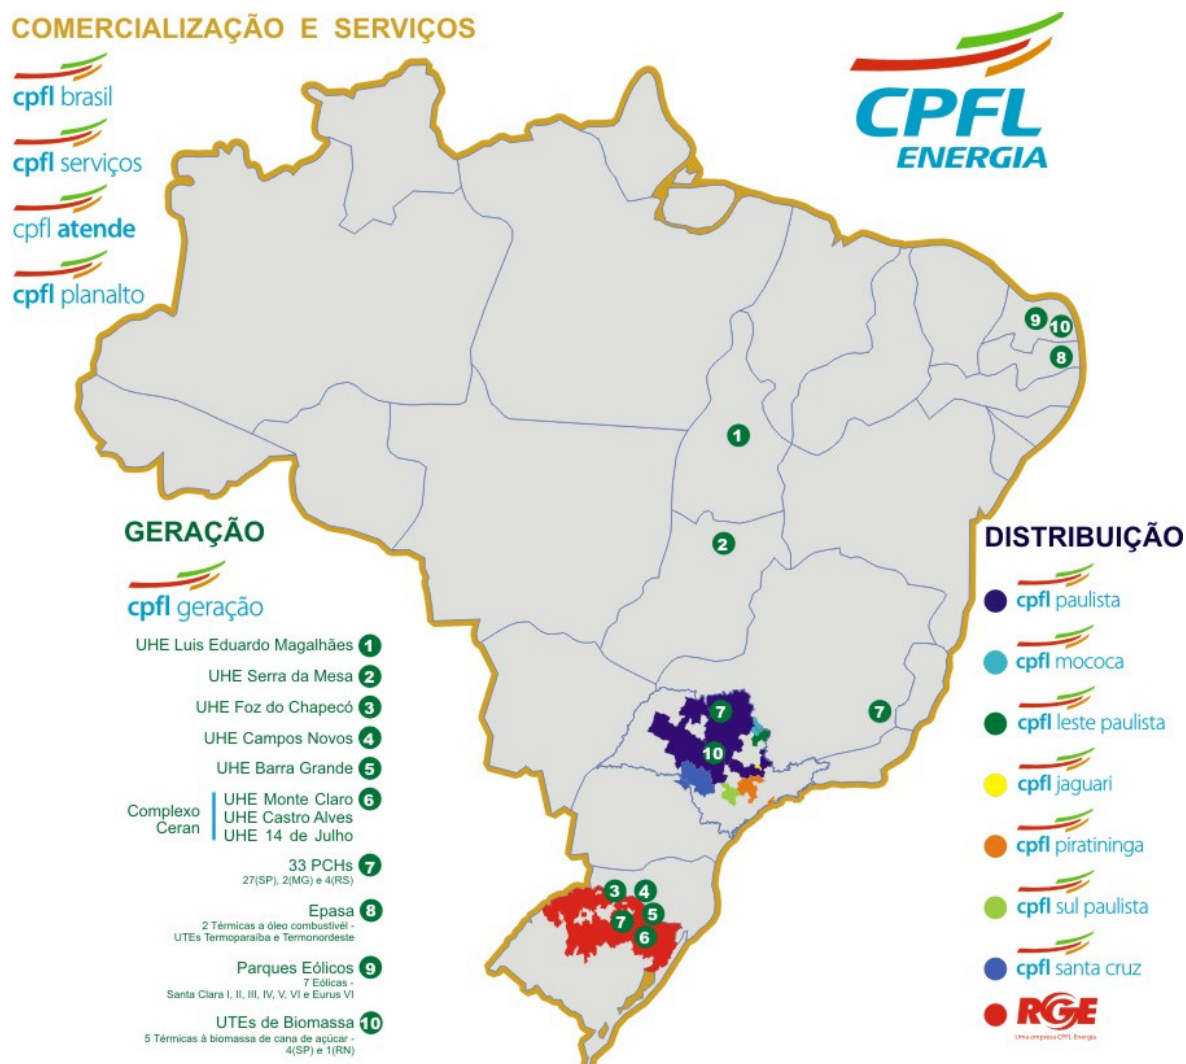 COMERCIALIZAÇÃO E SERVIÇOS
cpfl brasil
cpfl serviços
cpfl atende
cpfl planalto
CPFL
ENERGIA
9
10
8
1
2
7
10
7
3
4
5
7
6
GERAÇÃO
cpfl geração
UHE Luis Eduardo Magalhães 1
UHE Serra da Mesa 2
UHE Foz do Chapecó 3
UHE Campos Novos 4
UHE Barra Grande 5
Complexo
Ceran
UHE Monte Claro 6
UHE Castro Alves
UHE 14 de Julho
33 PCHs 7
27(SP), 2(MG) e 4(RS)
Epasa 8
2 Térmicas a óleo combustivél -
UTEs Termoparaíba e Termonordeste
Parques Eólicos 9
7 Eólicas -
Santa Clara I, II, III, IV, V, VI e Eurus VI
UTEs de Biomassa 10
5 Térmicas à biomassa de cana de açúcar -
4(SP) e 1(RN)
DISTRIBUIÇÃO
cpfl paulista
cpfl mococa
cpfl leste paulista
cpfl jaguari
cpfl piratininga
cpfl sul paulista
cpfl santa cruz
RGE
Uma empresa CPFL Energia